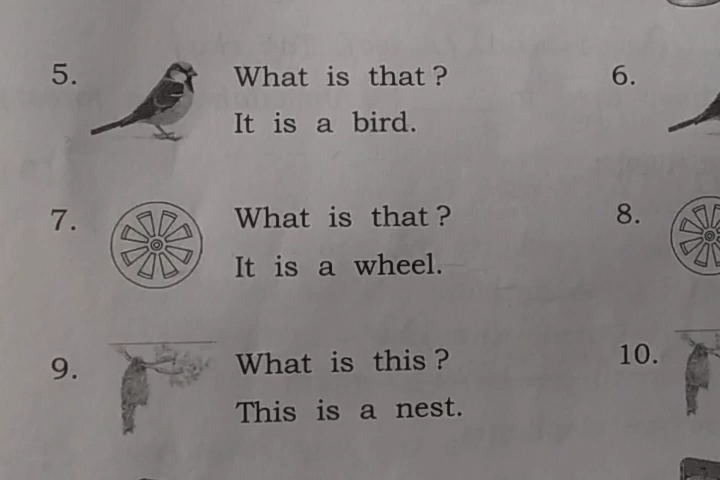 5. What is that ?
It is a bird.
6.
7. What is that ?
It is a wheel.
8.
9. What is this ?
This is a nest.
10.